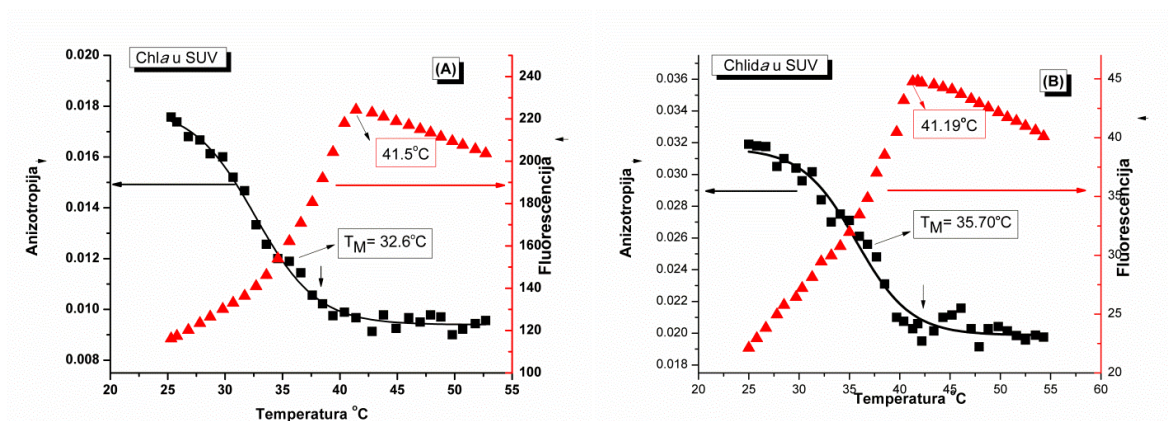 Chla u SUV
(A)
Anizotropija
0.020
0.018
0.016
0.014
0.012
0.010
0.008
41.5°C
TM= 32.6°C
240
220
200
180
160
140
120
100
Fluorescencija
20 25 30 35 40 45 50 55
Temperatura °C
Chlida u SUV
(B)
Anizotropija
0.036
0.034
0.032
0.030
0.028
0.026
0.024
0.022
0.020
0.018
41.19°C
TM= 35.70°C
45
40
35
30
25
20
Fluorescencija
20 25 30 35 40 45 50 55 60
Temperatura °C